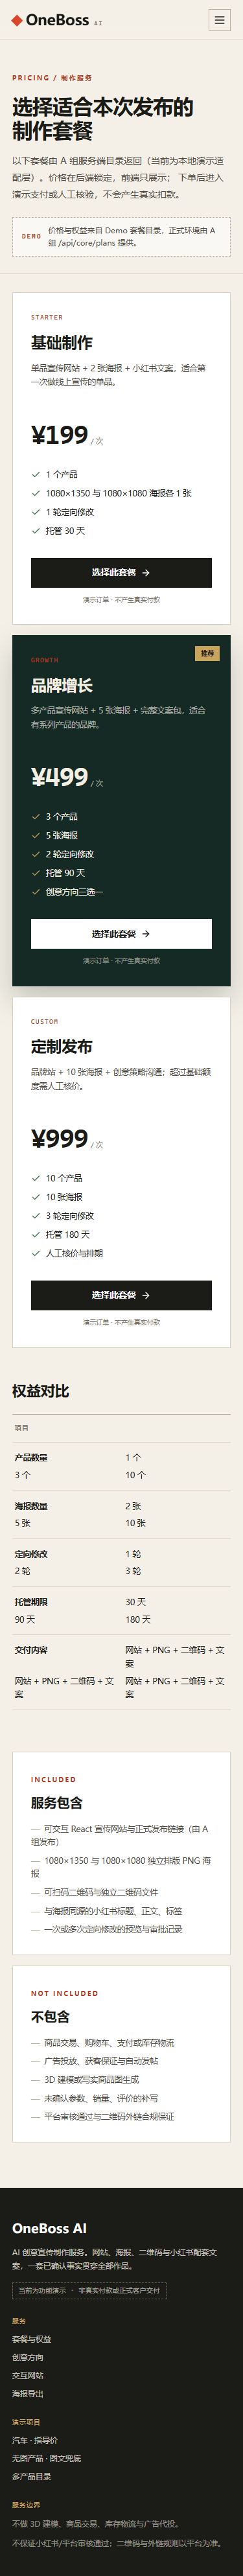 OneBoss AI
PRICING / 制作服务
选择适合本次发布的
制作套餐
以下套餐由 A 组服务端目录返回（当前为本地演示适
配层）。价格在后端锁定，前端只展示； 下单后进入
演示支付或人工核验，不会产生真实扣款。
DEMO
价格与权益来自 Demo 套餐目录，正式环境由 A
组 /api/core/plans 提供。
STARTER
基础制作
单品宣传网站 + 2 张海报 + 小红书文案，适合第
一次做线上宣传的单品。
¥199 / 次
1 个产品
1080×1350 与 1080×1080 海报各 1 张
1 轮定向修改
托管 30 天
选择此套餐 →
演示订单 · 不产生真实付款
推荐
GROWTH
品牌增长
多产品宣传网站 + 5 张海报 + 完整文案包，适合
有系列产品的品牌。
¥499 / 次
3 个产品
5 张海报
2 轮定向修改
托管 90 天
创意方向三选一
选择此套餐 →
演示订单 · 不产生真实付款
CUSTOM
定制发布
品牌站 + 10 张海报 + 创意策略沟通；超过基础额
度需人工核价。
¥999 / 次
10 个产品
10 张海报
3 轮定向修改
托管 180 天
人工核价与排期
选择此套餐 →
演示订单 · 不产生真实付款
权益对比
项目
产品数量 1 个
3 个 10 个
海报数量 2 张
5 张 10 张
定向修改 1 轮
2 轮 3 轮
托管期限 30 天
90 天 180 天
交付内容 网站 + PNG + 二维码 + 文
案
网站 + PNG + 二维码 + 文 网站 + PNG + 二维码 + 文
案 案
INCLUDED
服务包含
— 可交互 React 宣传网站与正式发布链接（由 A
组发布）
— 1080×1350 与 1080×1080 独立排版 PNG 海
报
— 可扫码二维码与独立二维码文件
— 与海报同源的小红书标题、正文、标签
— 一次或多次定向修改的预览与审批记录
NOT INCLUDED
不包含
— 商品交易、购物车、支付或库存物流
— 广告投放、获客保证与自动发帖
— 3D 建模或写实商品图生成
— 未确认参数、销量、评价的补写
— 平台审核通过与二维码外链合规保证
OneBoss AI
AI 创意宣传制作服务。网站、海报、二维码与小红书配套文
案，一套已确认事实贯穿全部作品。
当前为功能演示 · 非真实付款或正式客户交付
服务
套餐与权益
创意方向
交互网站
海报导出
演示项目
汽车 · 指导价
无图产品 · 图文兜底
多产品目录
服务边界
不做 3D 建模、商品交易、库存物流与广告代投。
不保证小红书/平台审核通过；二维码与外链规则以平台为准。